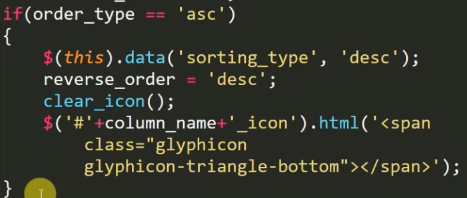 if(order_type == 'asc')
{
$(this).data('sorting_type', 'desc');
reverse_order = 'desc';
clear_icon();
$('#'+column_name+'_icon').html('<span
class="glyphicon
glyphicon-triangle-bottom"></span>');
}